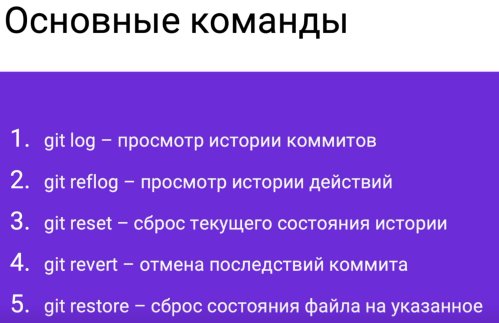 Основные команды
1. git log – просмотр истории коммитов
2. git reflog – просмотр истории действий
3. git reset – сброс текущего состояния истории
4. git revert – отмена последствий коммита
5. git restore – сброс состояния файла на указанное